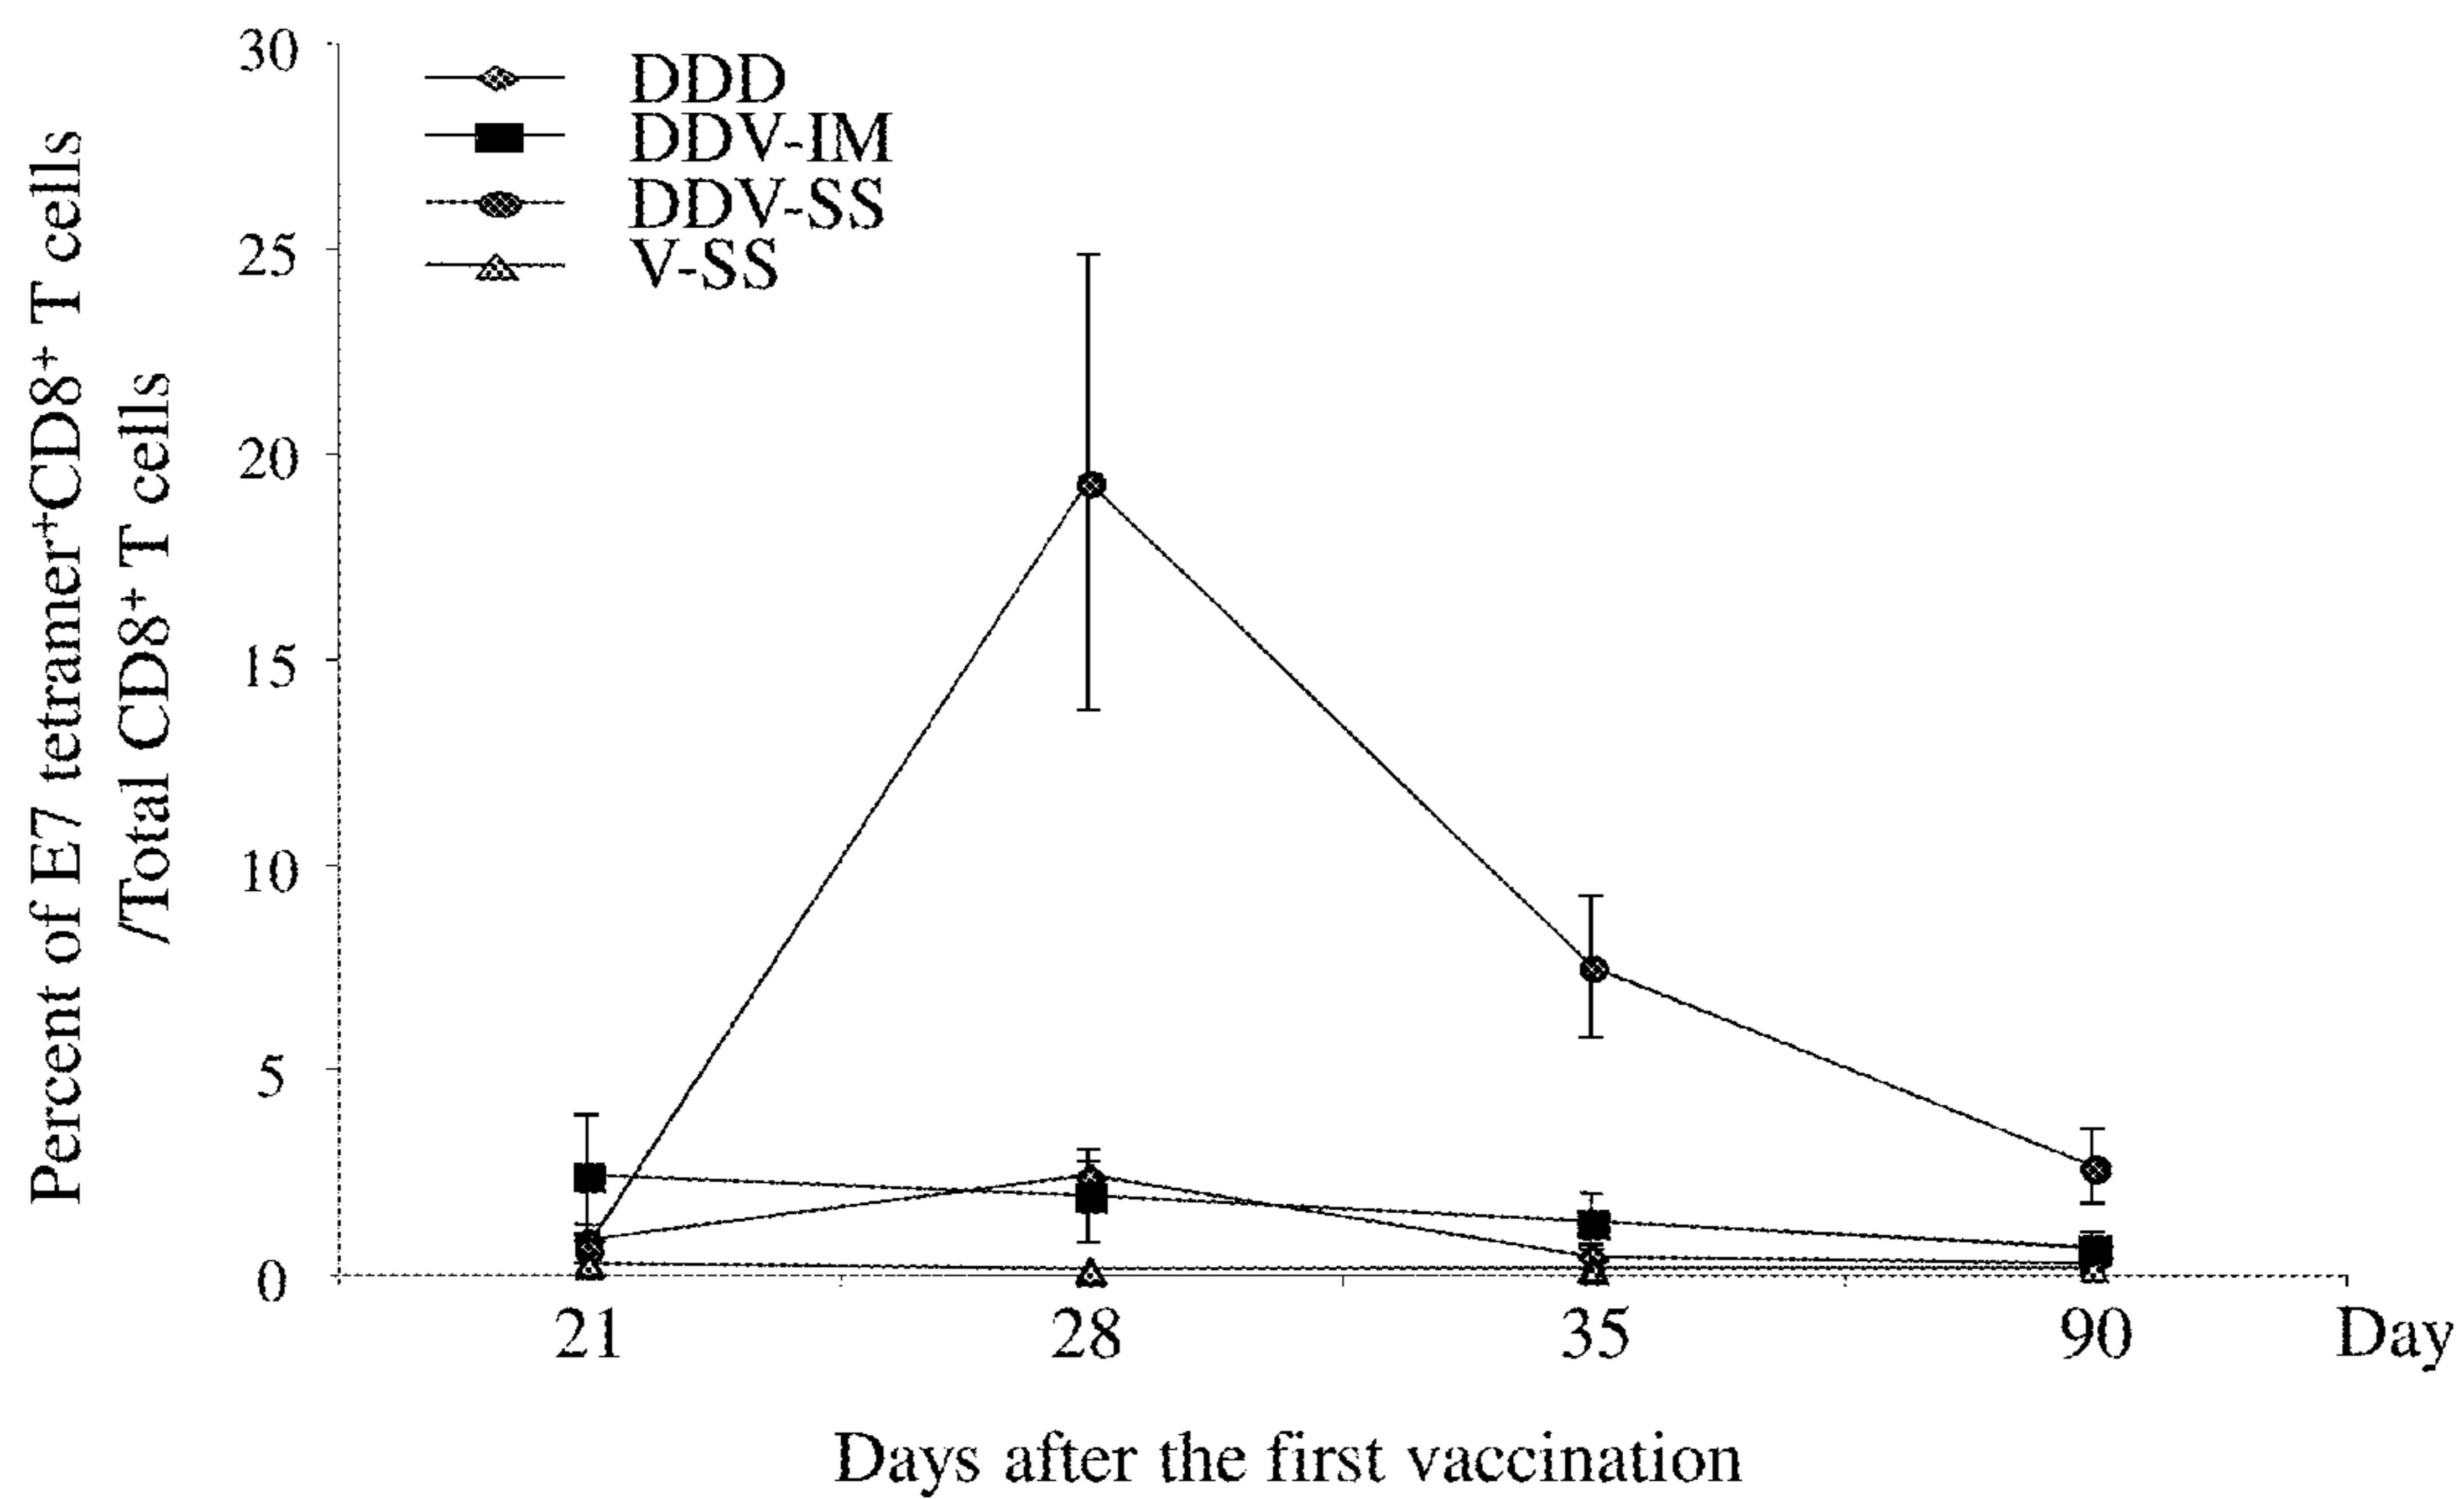 Percent of E7 tetramer⁺CD8⁺ T cells
/Total CD8⁺ T cells
30
25
20
15
10
5
0
DDD
DDV-IM
DDV-SS
V-SS
21 28 35 90 Day
Days after the first vaccination